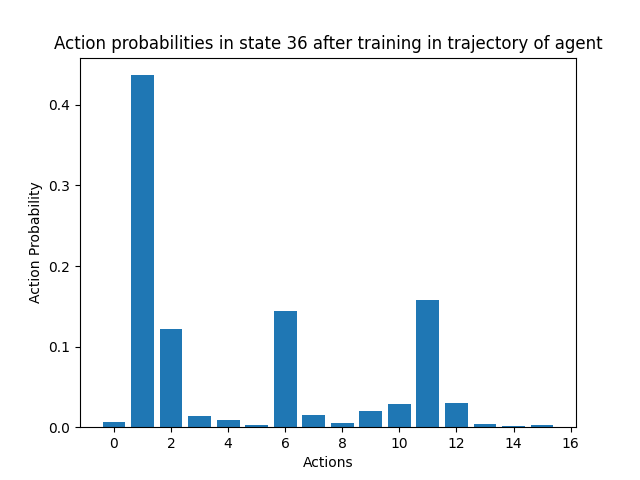 Action probabilities in state 36 after training in trajectory of agent
0.4
0.3
0.2
0.1
0.0
Action Probability
0 2 4 6 8 10 12 14 16
Actions